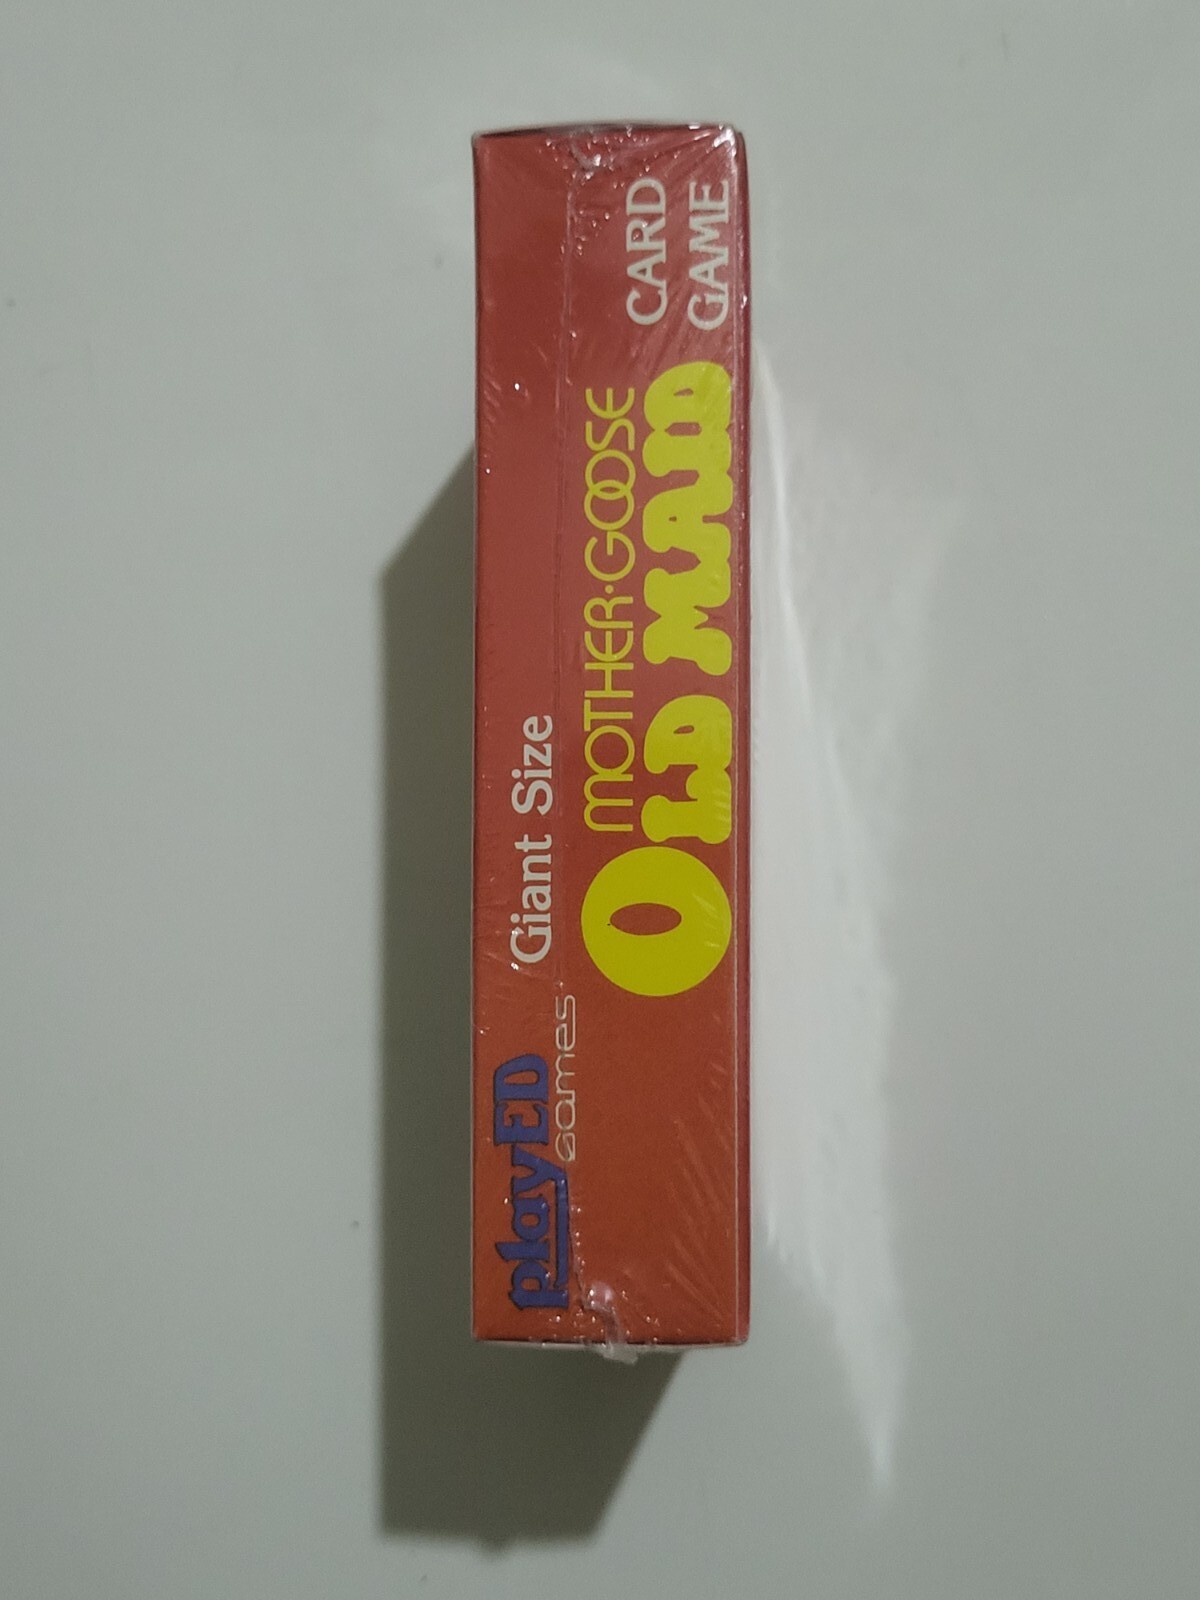 playED
games
Giant Size
MOTHER·GOOSE
OLD MAID
CARD
GAME